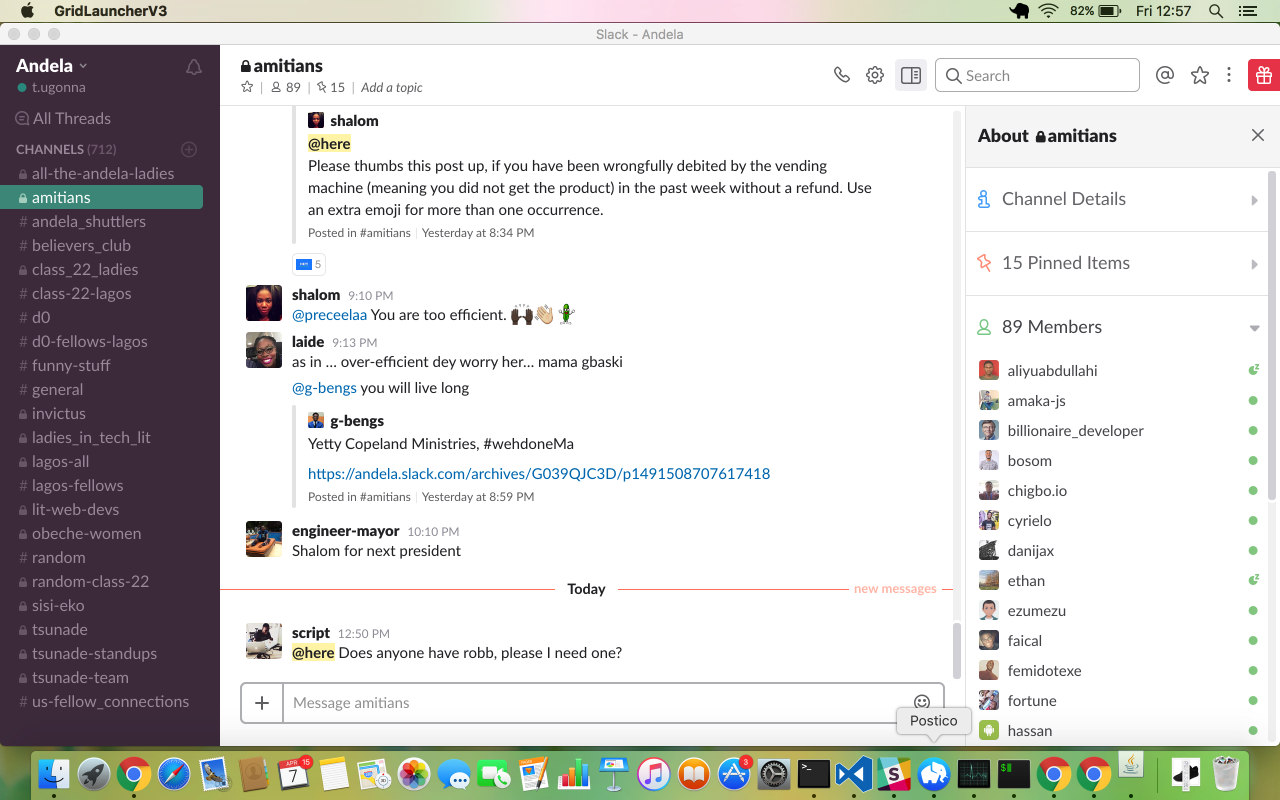 GridLauncherV3
82%
Fri 12:57
Slack - Andela
Andela
t.ugonna
All Threads
CHANNELS (712)
all-the-andela-ladies
amitians
# andela_shuttlers
# believers_club
class_22_ladies
# class-22-lagos
# d0
# d0-fellows-lagos
# funny-stuff
# general
# invictus
ladies_in_tech_lit
lagos-all
# lagos-fellows
# lit-web-devs
obeche-women
# random
random-class-22
sisi-eko
tsunade
tsunade-standups
tsunade-team
# us-fellow_connections
amitians
89
15
Add a topic
Search
shalom
@here
Please thumbs this post up, if you have been wrongfully debited by the vending
machine (meaning you did not get the product) in the past week without a refund. Use
an extra emoji for more than one occurrence.
Posted in #amitians | Yesterday at 8:34 PM
5
shalom 9:10 PM
@preceelaa You are too efficient.
laide 9:13 PM
as in ... over-efficient dey worry her... mama gbaski
@g-bengs you will live long
g-bengs
Yetty Copeland Ministries, #wehdoneMa
https://andela.slack.com/archives/G039QJC3D/p1491508707617418
Posted in #amitians | Yesterday at 8:59 PM
engineer-mayor 10:10 PM
Shalom for next president
Today
new messages
script 12:50 PM
@here Does anyone have robb, please I need one?
Message amitians
Postico
About amitians
Channel Details
15 Pinned Items
89 Members
aliyuabdullahi
amaka-js
billionaire_developer
bosom
chigbo.io
cyrielo
danijax
ethan
ezumezu
faical
femidotexe
fortune
hassan
APR
15
7
3